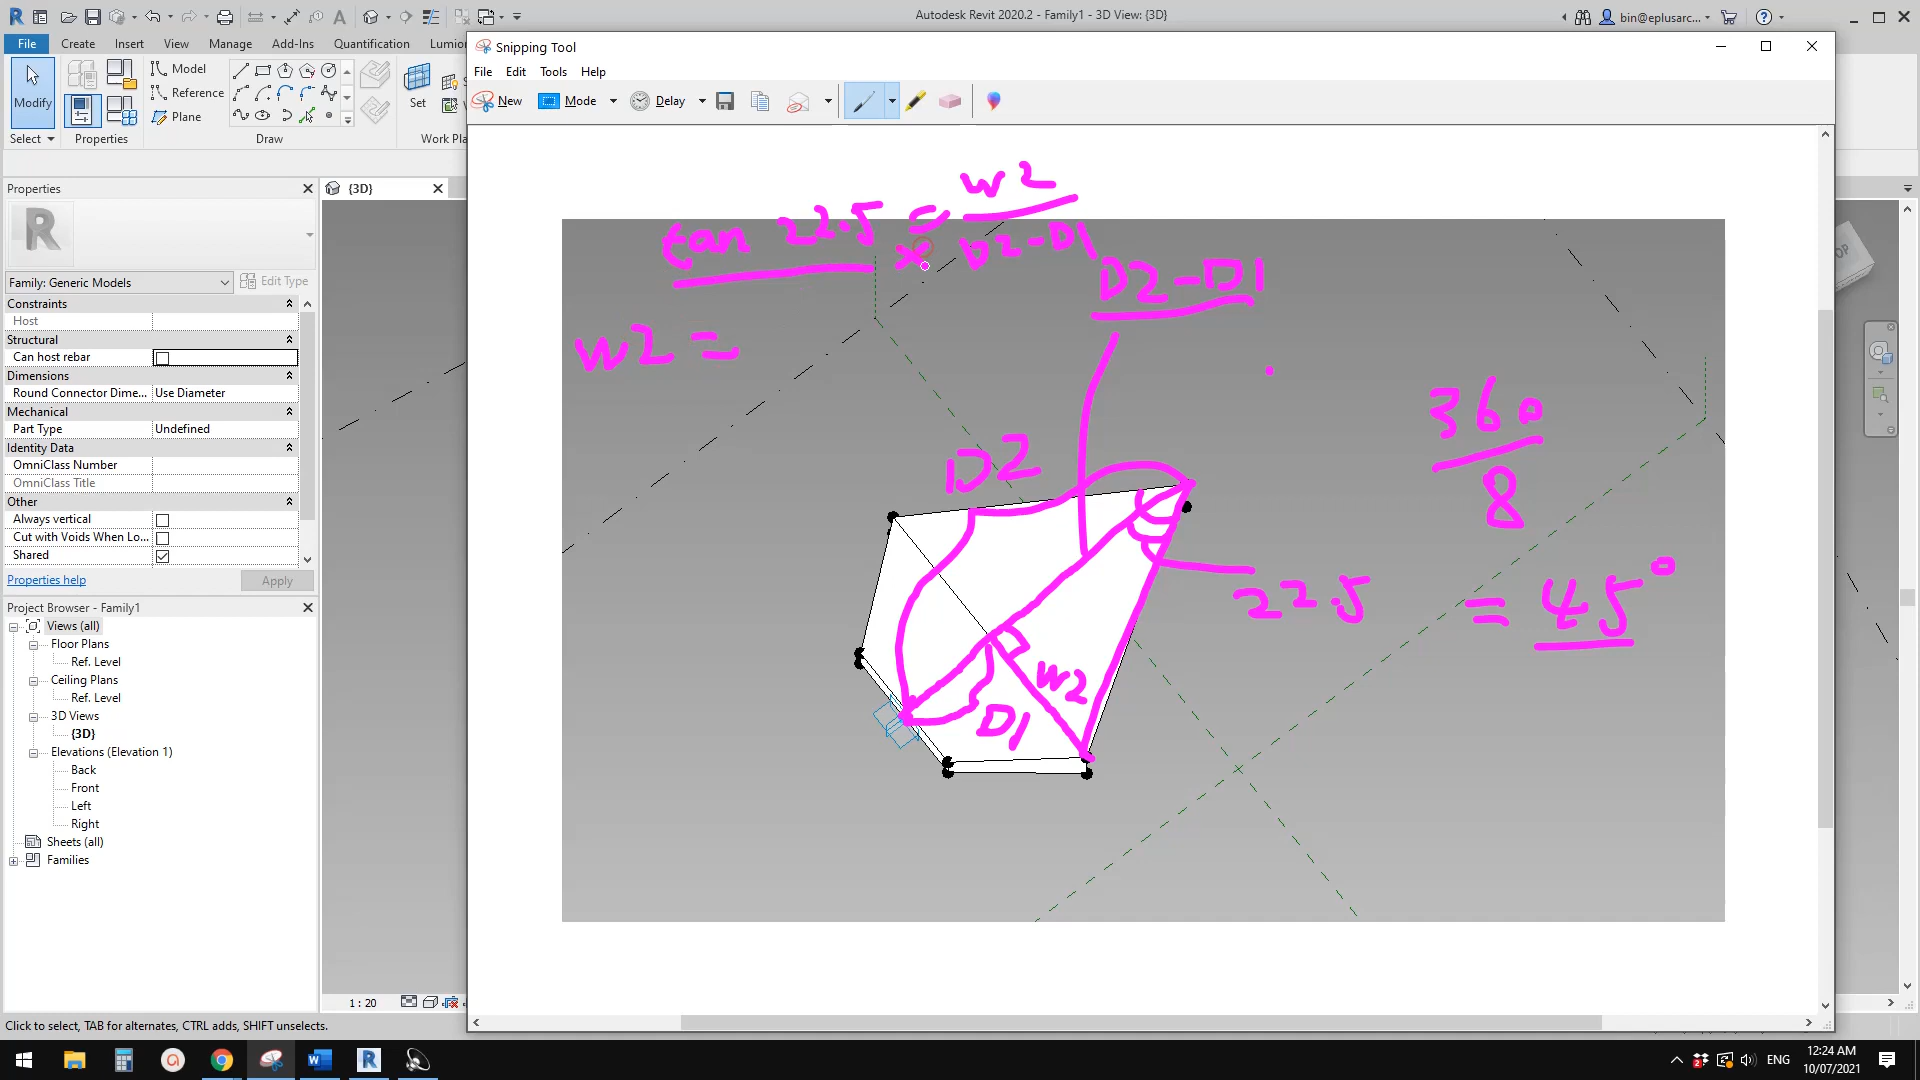 Autodesk Revit 2020.2 - Family1 - 3D View: {3D}
bin@eplusarc...
File Create Insert View Manage Add-Ins Quantification Lumion
Modify
Model
Reference
Plane
Set
Select
Properties
Draw
Work Pla
Properties
{3D}
Family: Generic Models
Edit Type
Constraints
Host
Structural
Can host rebar
Dimensions
Round Connector Dime... Use Diameter
Mechanical
Part Type Undefined
Identity Data
OmniClass Number
OmniClass Title
Other
Always vertical
Cut with Voids When Lo...
Shared
Properties help
Apply
Project Browser - Family1
Views (all)
Floor Plans
Ref. Level
Ceiling Plans
Ref. Level
3D Views
{3D}
Elevations (Elevation 1)
Back
Front
Left
Right
Sheets (all)
Families
1 : 20
Click to select, TAB for alternates, CTRL adds, SHIFT unselects.
Snipping Tool
File Edit Tools Help
New Mode Delay
W2
tan 22.5 =
x D2-D1
D2-D1
W2 =
360
8
D2
22.5
= 45°
W2
D1
ENG
12:24 AM
10/07/2021